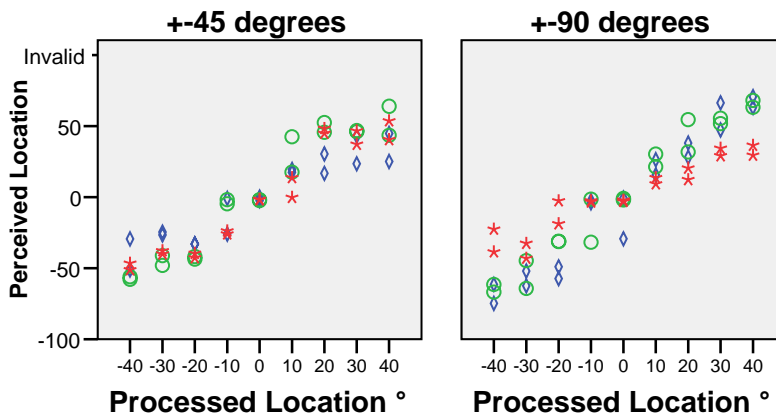 +-45 degrees
+-90 degrees
Perceived Location
Invalid
50
0
-50
-100
-40 -30 -20 -10 0 10 20 30 40
-40 -30 -20 -10 0 10 20 30 40
Processed Location °
Processed Location °